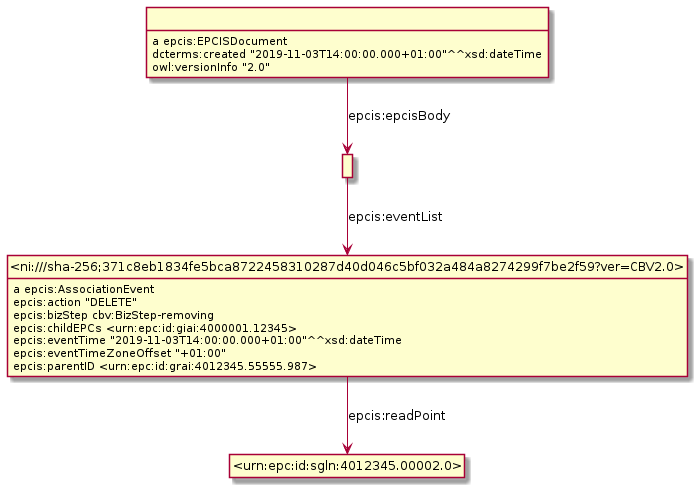 a epcis:EPCISDocument
dcterms:created "2019-11-03T14:00:00.000+01:00"^^xsd:dateTime
owl:versionInfo "2.0"
epcis:epcisBody
epcis:eventList
<ni:///sha-256;371c8eb1834fe5bca8722458310287d40d046c5bf032a484a8274299f7be2f59?ver=CBV2.0>
a epcis:AssociationEvent
epcis:action "DELETE"
epcis:bizStep cbv:BizStep-removing
epcis:childEPCs <urn:epc:id:giai:4000001.12345>
epcis:eventTime "2019-11-03T14:00:00.000+01:00"^^xsd:dateTime
epcis:eventTimeZoneOffset "+01:00"
epcis:parentID <urn:epc:id:grai:4012345.55555.987>
epcis:readPoint
<urn:epc:id:sgln:4012345.00002.0>